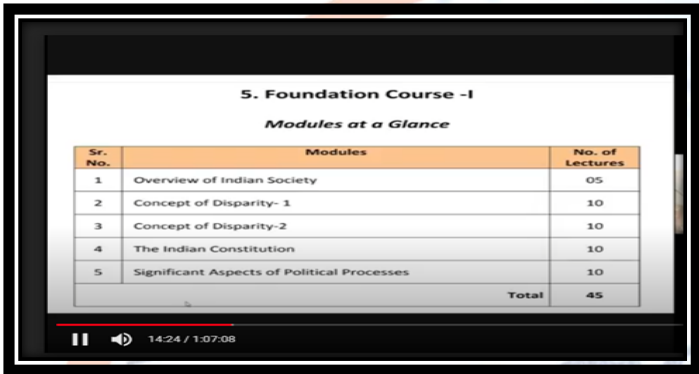 5. Foundation Course -I
Modules at a Glance
Sr. No. Modules No. of Lectures
1 Overview of Indian Society 05
2 Concept of Disparity- 1 10
3 Concept of Disparity-2 10
4 The Indian Constitution 10
5 Significant Aspects of Political Processes 10
Total 45
14:24 / 1:07:08